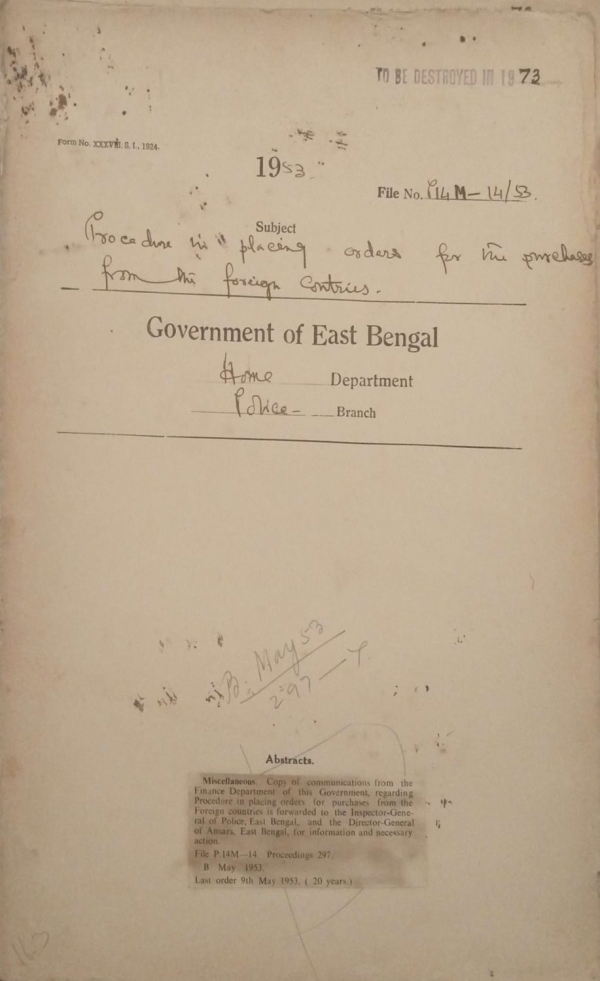 TO BE DESTROYED IN 1973
Form No. XXXVIII. S. I., 1924.
1953
File No. P14M-14/53.
Subject
Procedure in placing orders for the purchases
from the foreign Contries.
Government of East Bengal
Home Department
Police- Branch
B. May 53
297
Abstracts.
Miscellaneous. Copy of communications from the
Finance Department of this Government, regarding
Procedure in placing orders for purchases from the
Foreign countries is forwarded to the Inspector-Gene-
ral of Police, East Bengal, and the Director-General
of Ansars, East Bengal, for information and necessary
action.
File P.14M—14. Proceedings 297.
B May 1953.
Last order 9th May 1953. ( 20 years.)